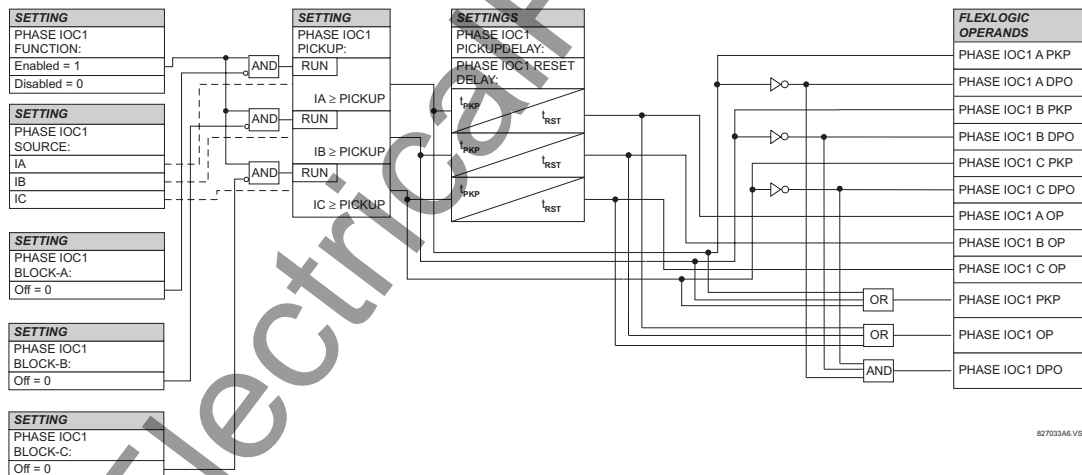 SETTING
PHASE IOC1
FUNCTION:
Enabled = 1
Disabled = 0
SETTING
PHASE IOC1
SOURCE:
IA
IB
IC
SETTING
PHASE IOC1
BLOCK-A:
Off = 0
SETTING
PHASE IOC1
BLOCK-B:
Off = 0
SETTING
PHASE IOC1
BLOCK-C:
Off = 0
AND
AND
AND
SETTING
PHASE IOC1
PICKUP:
RUN
IA ≥ PICKUP
RUN
IB ≥ PICKUP
RUN
IC ≥ PICKUP
SETTINGS
PHASE IOC1
PICKUPDELAY:
PHASE IOC1 RESET
DELAY:
tPKP
tRST
tPKP
tRST
tPKP
tRST
OR
OR
AND
FLEXLOGIC
OPERANDS
PHASE IOC1 A PKP
PHASE IOC1 A DPO
PHASE IOC1 B PKP
PHASE IOC1 B DPO
PHASE IOC1 C PKP
PHASE IOC1 C DPO
PHASE IOC1 A OP
PHASE IOC1 B OP
PHASE IOC1 C OP
PHASE IOC1 PKP
PHASE IOC1 OP
PHASE IOC1 DPO
827033A6.VS